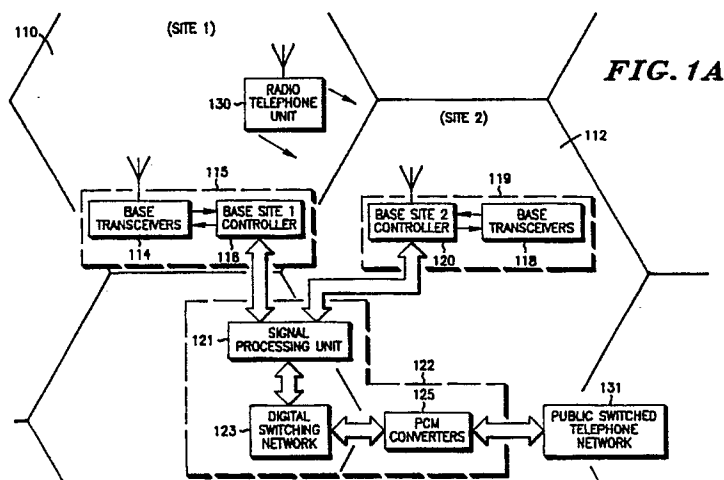 110
(SITE 1)
FIG. 1A
RADIO
TELEPHONE
UNIT
130
(SITE 2)
112
115
119
BASE
TRANSCEIVERS
114
BASE SITE 1
CONTROLLER
116
BASE SITE 2
CONTROLLER
120
BASE
TRANSCEIVERS
118
121
SIGNAL
PROCESSING UNIT
122
125
131
123
DIGITAL
SWITCHING
NETWORK
PCM
CONVERTERS
PUBLIC SWITCHED
TELEPHONE
NETWORK